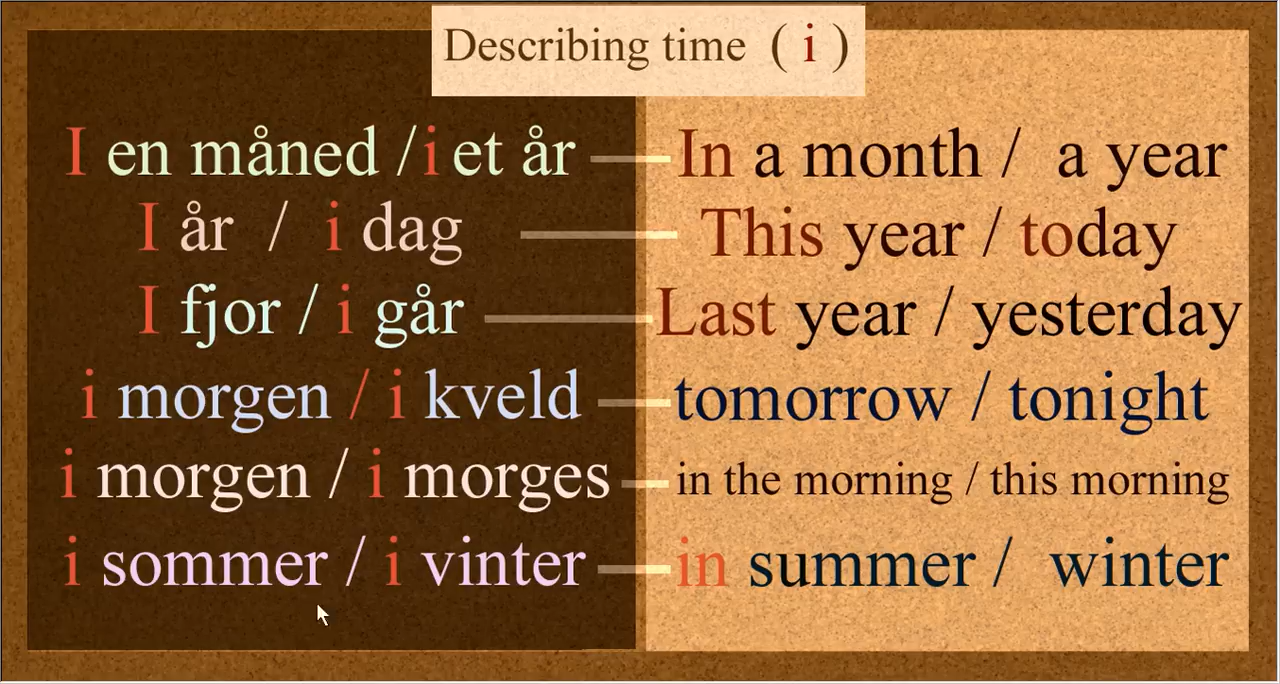 Describing time ( i )
I en måned / i et år In a month / a year
I år / i dag This year / today
I fjor / i går Last year / yesterday
i morgen / i kveld tomorrow / tonight
i morgen / i morges in the morning / this morning
i sommer / i vinter in summer / winter